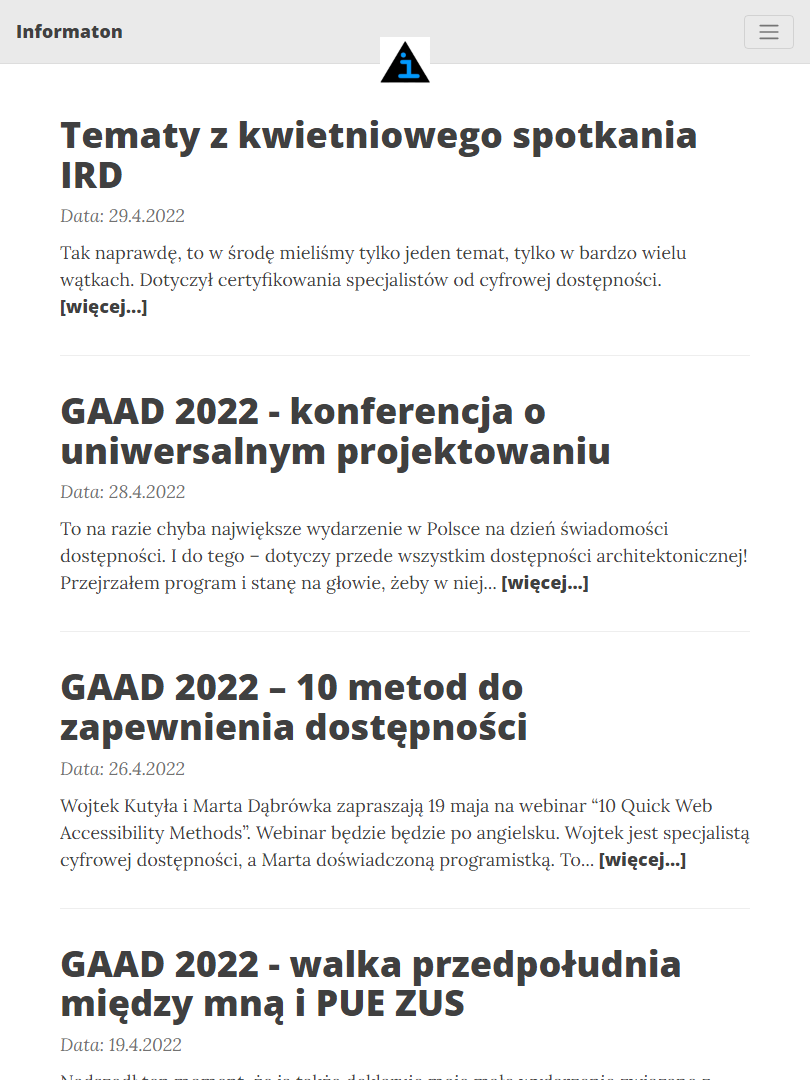 Informaton
i
Tematy z kwietniowego spotkania
IRD
Data: 29.4.2022
Tak naprawdę, to w środę mieliśmy tylko jeden temat, tylko w bardzo wielu
wątkach. Dotyczył certyfikowania specjalistów od cyfrowej dostępności.
[więcej...]
GAAD 2022 - konferencja o
uniwersalnym projektowaniu
Data: 28.4.2022
To na razie chyba największe wydarzenie w Polsce na dzień świadomości
dostępności. I do tego – dotyczy przede wszystkim dostępności architektonicznej!
Przejrzałem program i stanę na głowie, żeby w niej... [więcej...]
GAAD 2022 – 10 metod do
zapewnienia dostępności
Data: 26.4.2022
Wojtek Kutyła i Marta Dąbrówka zapraszają 19 maja na webinar “10 Quick Web
Accessibility Methods”. Webinar będzie będzie po angielsku. Wojtek jest specjalistą
cyfrowej dostępności, a Marta doświadczoną programistką. To... [więcej...]
GAAD 2022 - walka przedpołudnia
między mną i PUE ZUS
Data: 19.4.2022